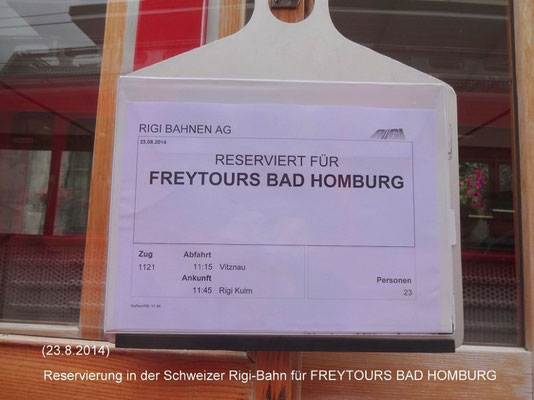 RIGI BAHNEN AG
RIGI
23.08.2014
RESERVIERT FÜR
FREYTOURS BAD HOMBURG
Zug Abfahrt
1121 11:15 Vitznau
Ankunft Personen
11:45 Rigi Kulm 23
(23.8.2014)
Reservierung in der Schweizer Rigi-Bahn für FREYTOURS BAD HOMBURG